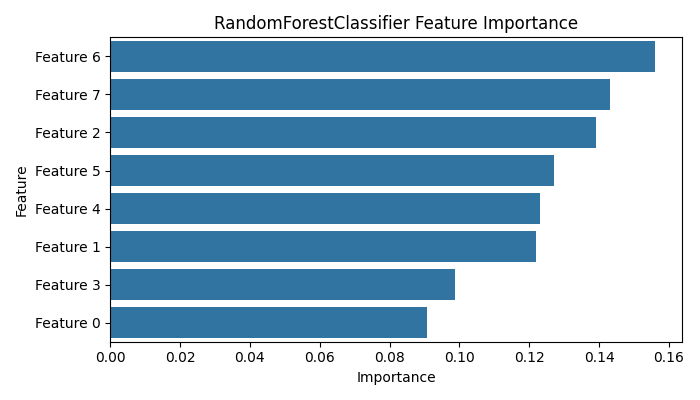 RandomForestClassifier Feature Importance
Feature
Feature 6
Feature 7
Feature 2
Feature 5
Feature 4
Feature 1
Feature 3
Feature 0
0.00 0.02 0.04 0.06 0.08 0.10 0.12 0.14 0.16
Importance